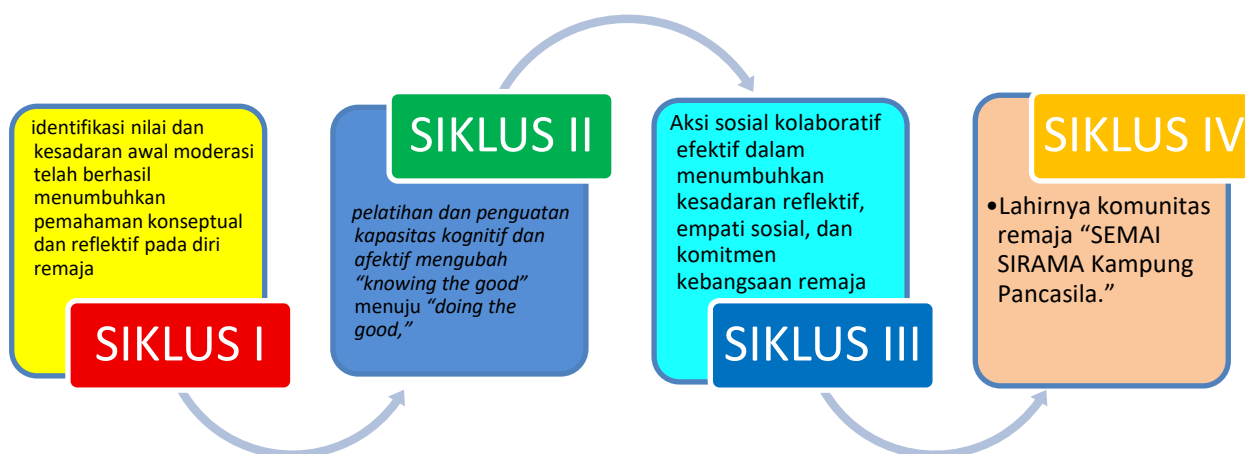 identifikasi nilai dan
kesadaran awal moderasi
telah berhasil
menumbuhkan
pemahaman konseptual
dan reflektif pada diri
remaja
SIKLUS I
SIKLUS II
pelatihan dan penguatan
kapasitas kognitif dan
afektif mengubah
“knowing the good”
menuju “doing the
good,”
Aksi sosial kolaboratif
efektif dalam
menumbuhkan
kesadaran reflektif,
empati sosial, dan
komitmen
kebangsaan remaja
SIKLUS III
SIKLUS IV
•Lahirnya komunitas
remaja “SEMAI
SIRAMA Kampung
Pancasila.”